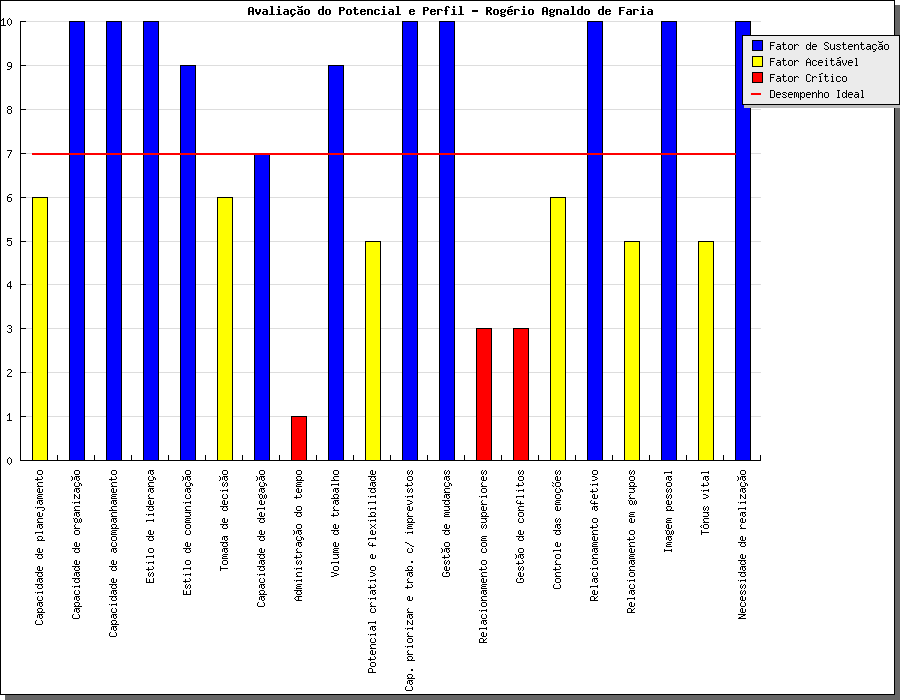 Avaliação do Potencial e Perfil - Rogério Agnaldo de Faria
10
9
8
7
6
5
4
3
2
1
0
Fator de Sustentação
Fator Aceitável
Fator Crítico
Desempenho Ideal
Capacidade de planejamento
Capacidade de organização
Capacidade de acompanhamento
Estilo de liderança
Estilo de comunicação
Tomada de decisão
Capacidade de delegação
Administração do tempo
Volume de trabalho
Potencial criativo e flexibilidade
Cap. priorizar e trab. c/ imprevistos
Gestão de mudanças
Relacionamento com superiores
Gestão de conflitos
Controle das emoções
Relacionamento afetivo
Relacionamento em grupos
Imagem pessoal
Tônus vital
Necessidade de realização